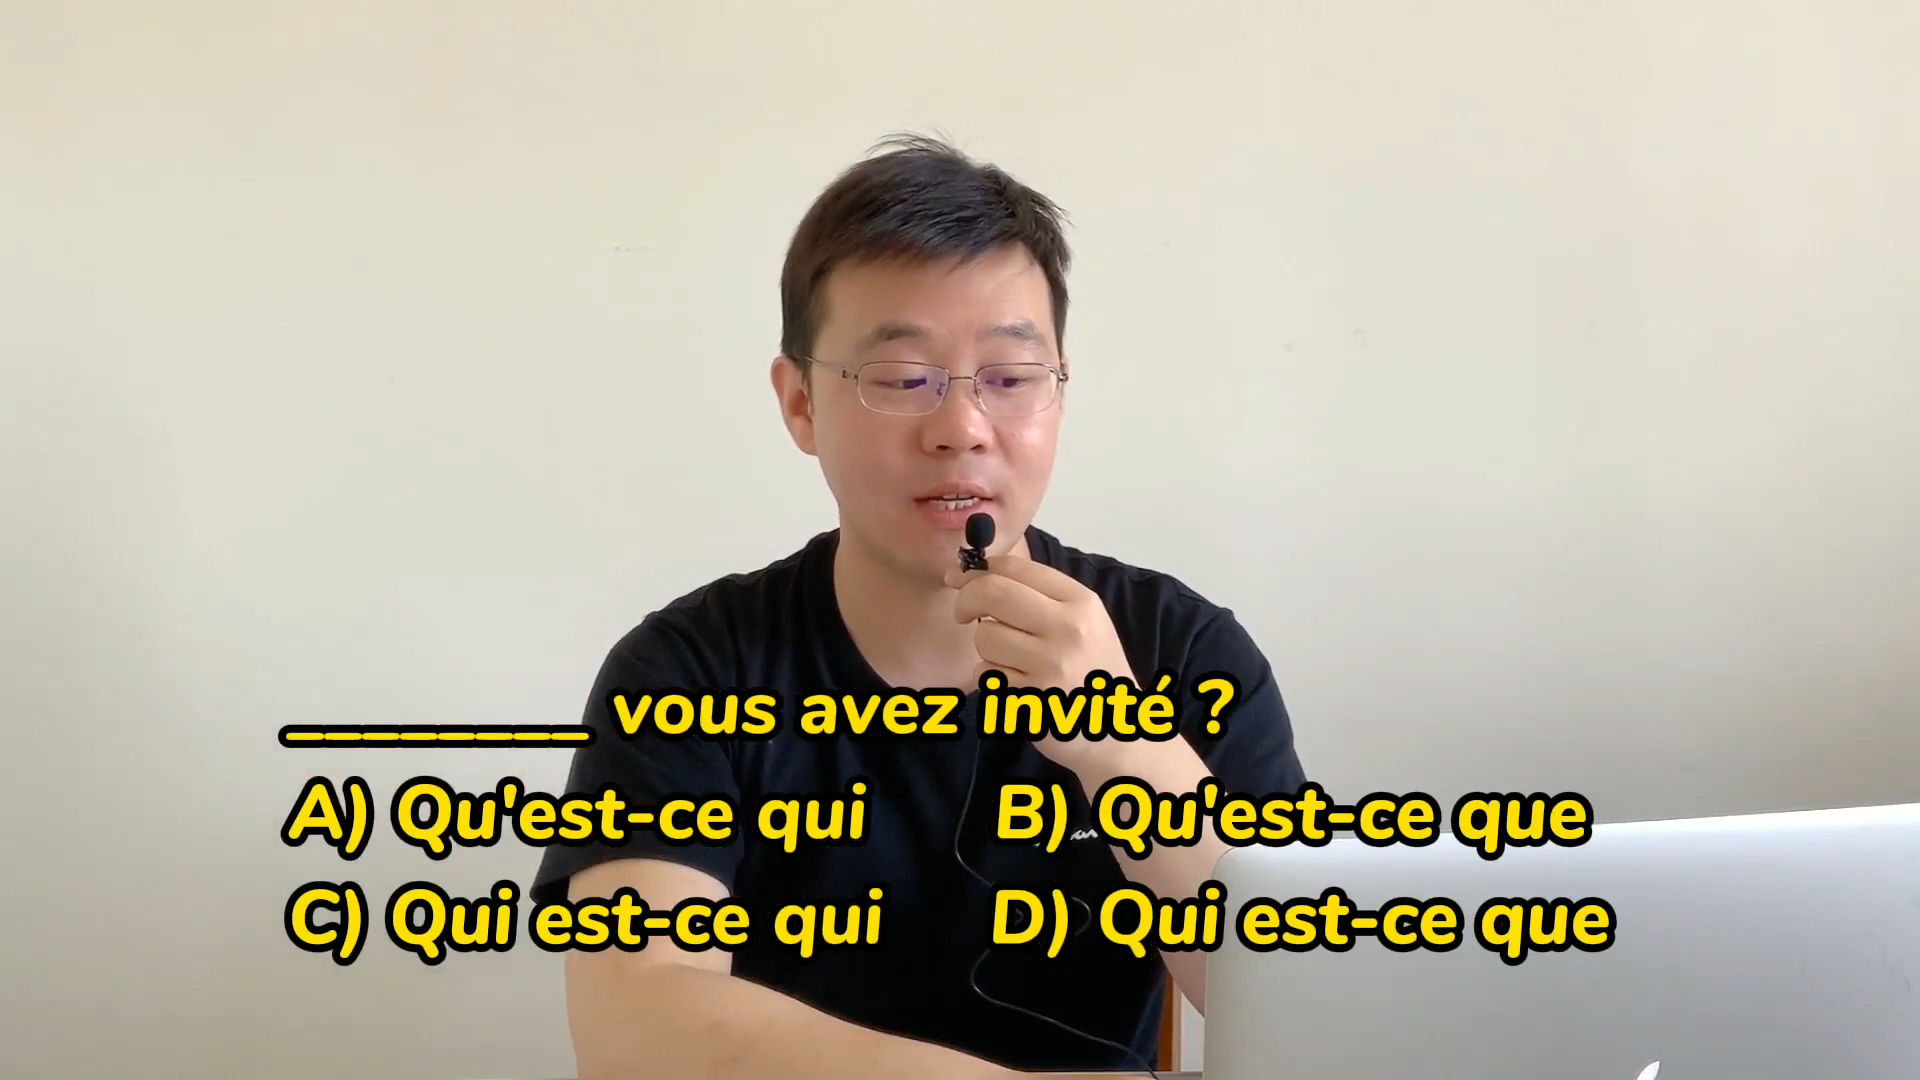 ________ vous avez invité ?
A) Qu'est-ce qui B) Qu'est-ce que
C) Qui est-ce qui D) Qui est-ce que